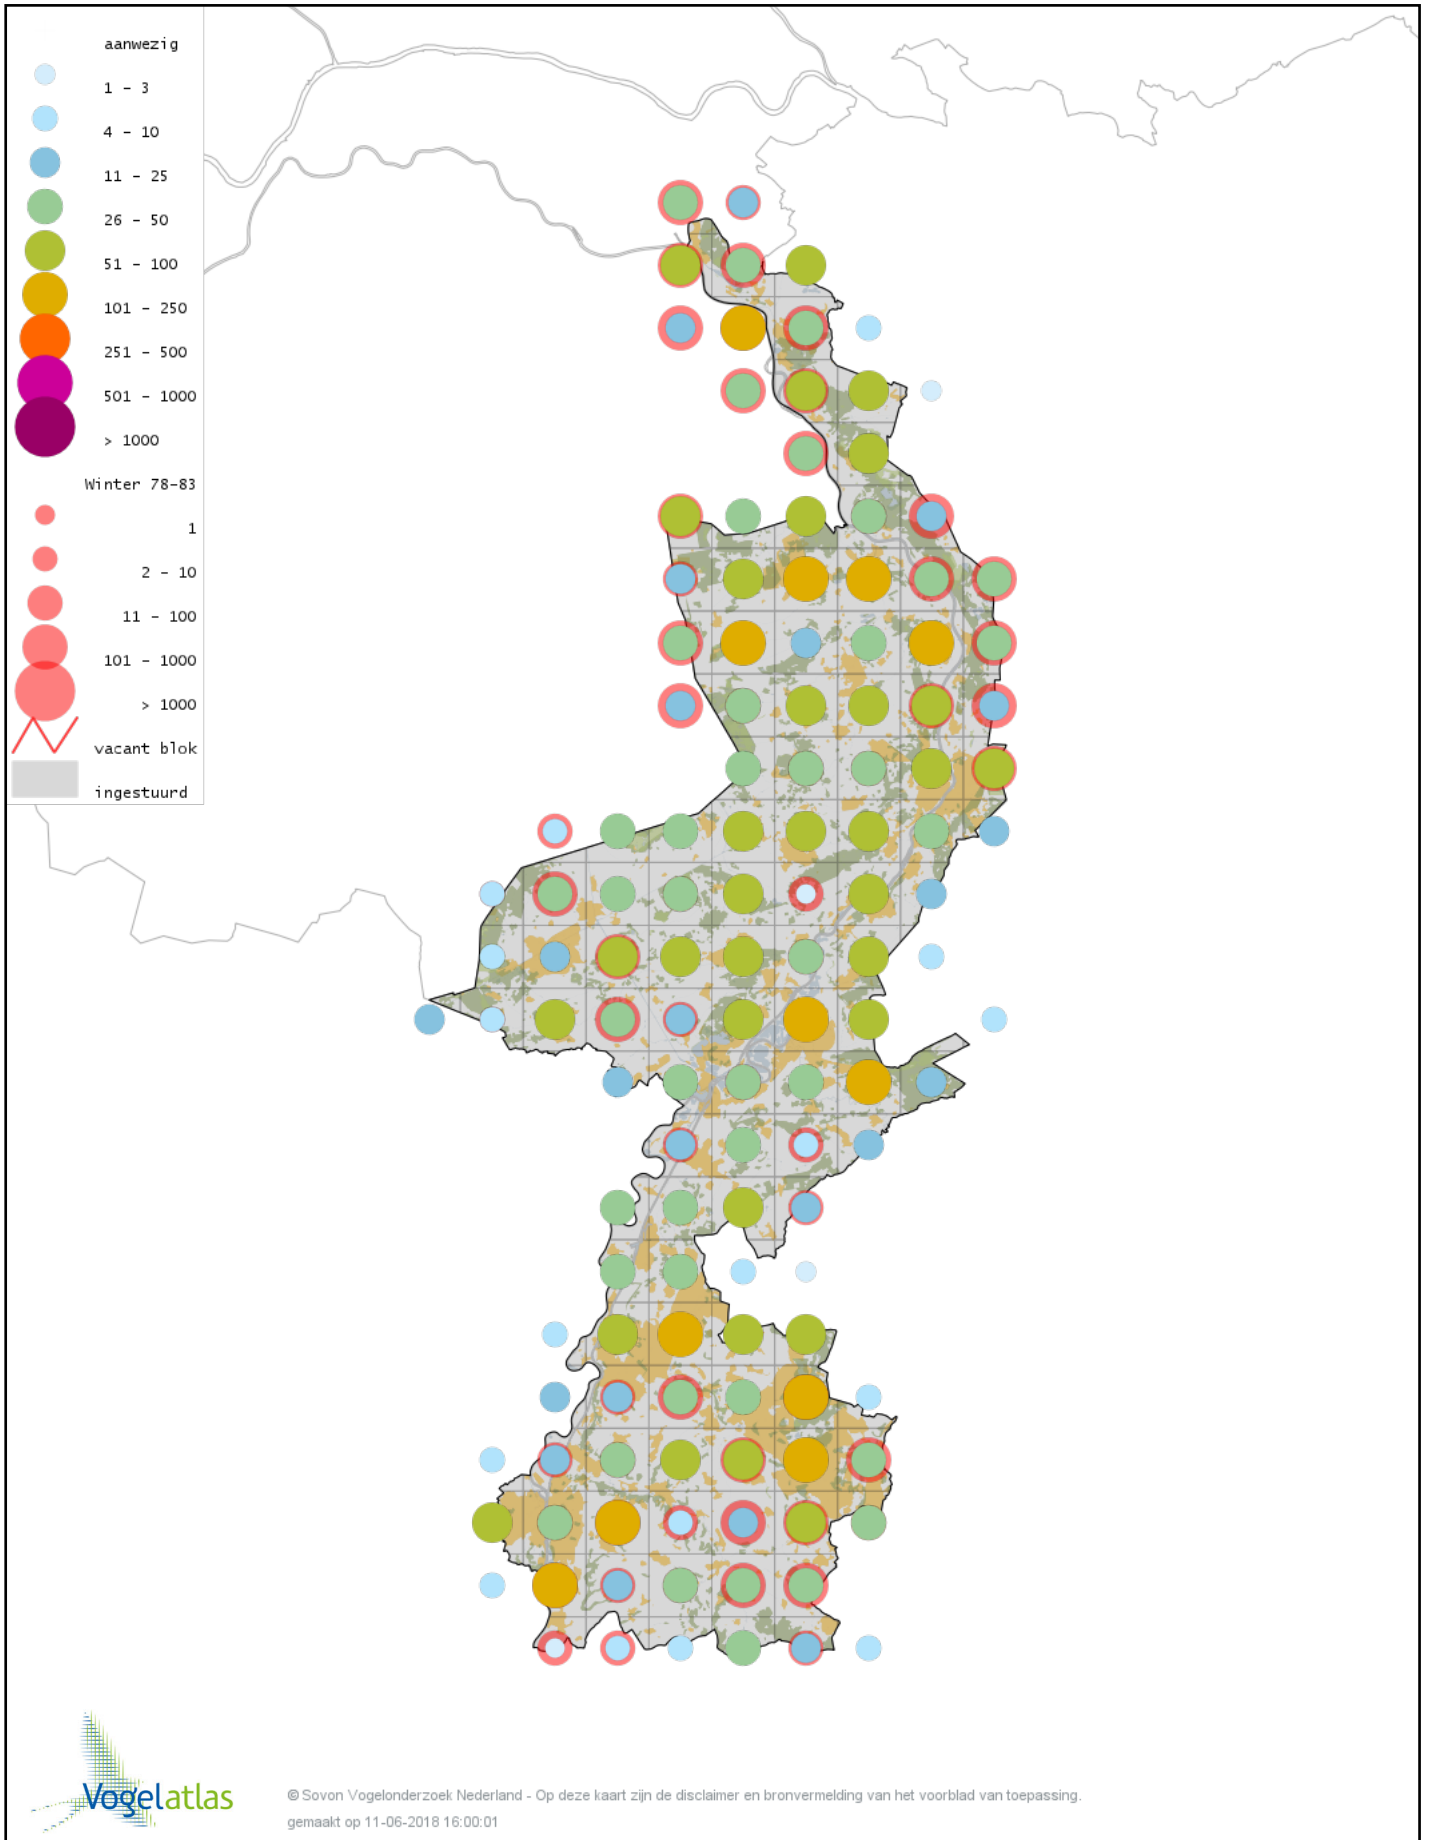 aanwezig
1 - 3
4 - 10
11 - 25
26 - 50
51 - 100
101 - 250
251 - 500
501 - 1000
> 1000
Winter 78-83
1
2 - 10
11 - 100
101 - 1000
> 1000
vacant blok
ingestuurd
Vogelatlas
© Sovon Vogelonderzoek Nederland - Op deze kaart zijn de disclaimer en bronvermelding van het voorblad van toepassing.
gemaakt op 11-06-2018 16:00:01